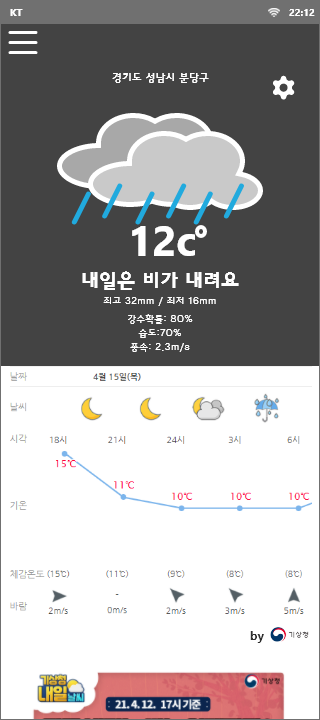 KT 22:12
경기도 성남시 분당구
12c°
내일은 비가 내려요
최고 32mm / 최저 16mm
강수확률: 80%
습도:70%
풍속: 2.3m/s
날짜 4월 15일(목)
날씨
시각 18시 21시 24시 3시 6시
15℃ 11℃ 10℃ 10℃ 10℃
기온
체감온도 (15℃) (11℃) (9℃) (8℃) (8℃)
바람 -
2m/s 0m/s 2m/s 3m/s 5m/s
by 기상청
기상청
내일 날씨
기상청
: 21. 4. 12. 17시 기준 :